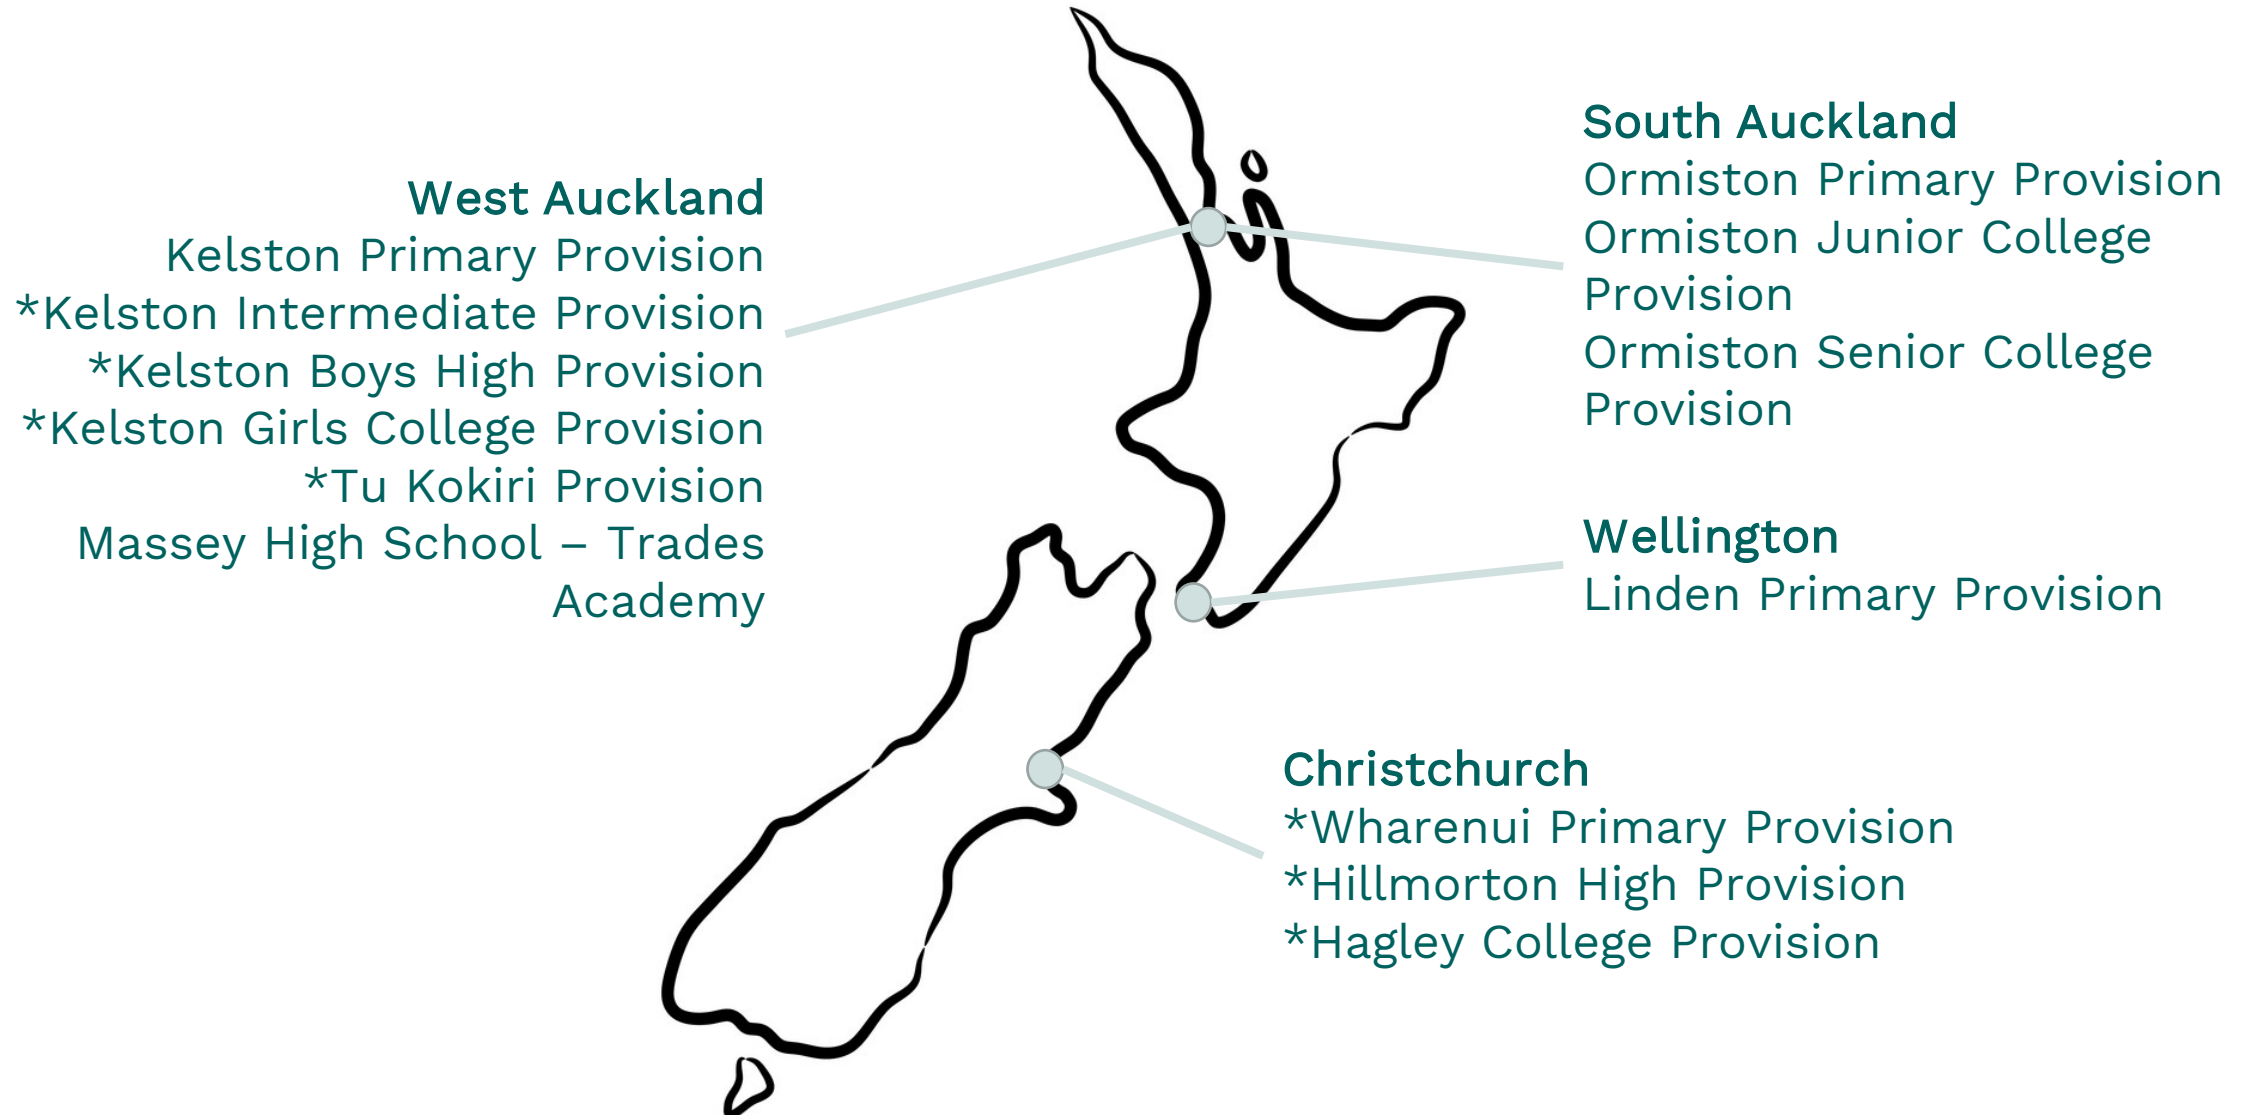 West Auckland
Kelston Primary Provision
*Kelston Intermediate Provision
*Kelston Boys High Provision
*Kelston Girls College Provision
*Tu Kokiri Provision
Massey High School – Trades
Academy
South Auckland
Ormiston Primary Provision
Ormiston Junior College
Provision
Ormiston Senior College
Provision
Wellington
Linden Primary Provision
Christchurch
*Wharenui Primary Provision
*Hillmorton High Provision
*Hagley College Provision